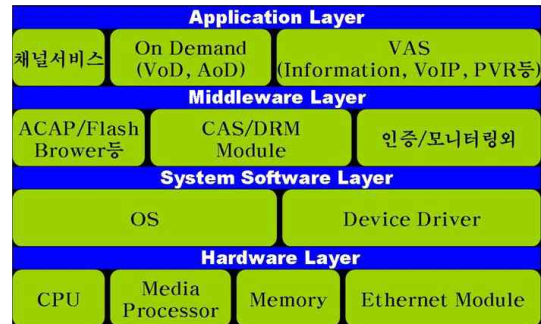 Application Layer
채널서비스
On Demand
(VoD, AoD)
VAS
(Information, VoIP, PVR등)
Middleware Layer
ACAP/Flash
Brower등
CAS/DRM
Module
인증/모니터링외
System Software Layer
OS
Device Driver
Hardware Layer
CPU
Media
Processor
Memory
Ethernet Module